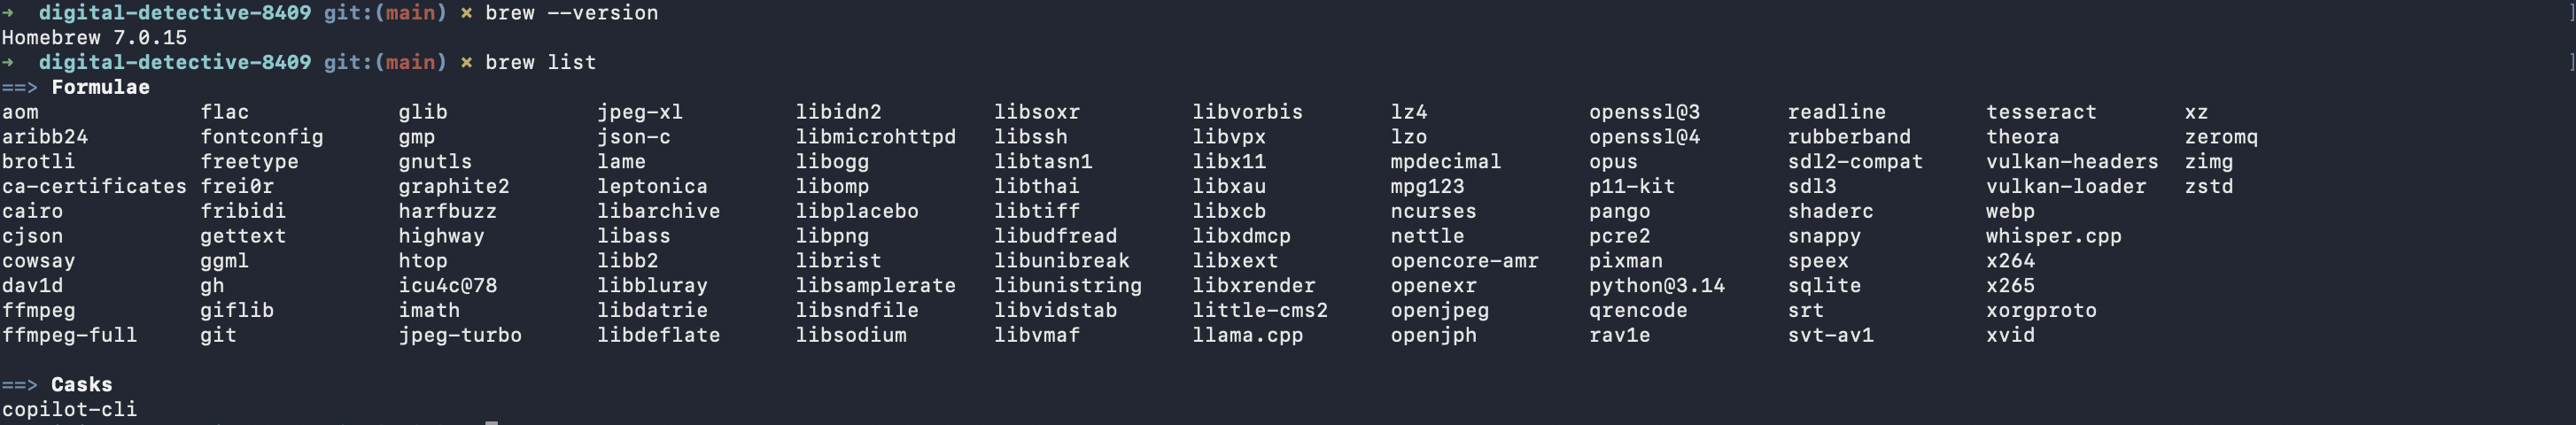 →  digital-detective-8409 git:(main) ✗ brew --version
Homebrew 7.0.15
→  digital-detective-8409 git:(main) ✗ brew list
==> Formulae
aom             flac            glib            jpeg-xl         libidn2         libsoxr         libvorbis       lz4             openssl@3       readline        tesseract       xz
aribb24         fontconfig      gmp             json-c          libmicrohttpd   libssh          libvpx          lzo             openssl@4       rubberband      theora          zeromq
brotli          freetype        gnutls          lame            libogg          libtasn1        libx11          mpdecimal       opus            sdl2-compat     vulkan-headers  zimg
ca-certificates frei0r          graphite2       leptonica       libomp          libthai         libxau          mpg123          p11-kit         sdl3            vulkan-loader   zstd
cairo           fribidi         harfbuzz        libarchive      libplacebo      libtiff         libxcb          ncurses         pango           shaderc         webp
cjson           gettext         highway         libass          libpng          libudfread      libxdmcp        nettle          pcre2           snappy          whisper.cpp
cowsay          ggml            htop            libb2           librist         libunibreak     libxext         opencore-amr    pixman          speex           x264
dav1d           gh              icu4c@78        libbluray       libsamplerate   libunistring    libxrender      openexr         python@3.14     sqlite          x265
ffmpeg          giflib          imath           libdatrie       libsndfile      libvidstab      little-cms2     openjpeg        qrencode        srt             xorgproto
ffmpeg-full     git             jpeg-turbo      libdeflate      libsodium       libvmaf         llama.cpp       openjph         rav1e           svt-av1         xvid
==> Casks
copilot-cli